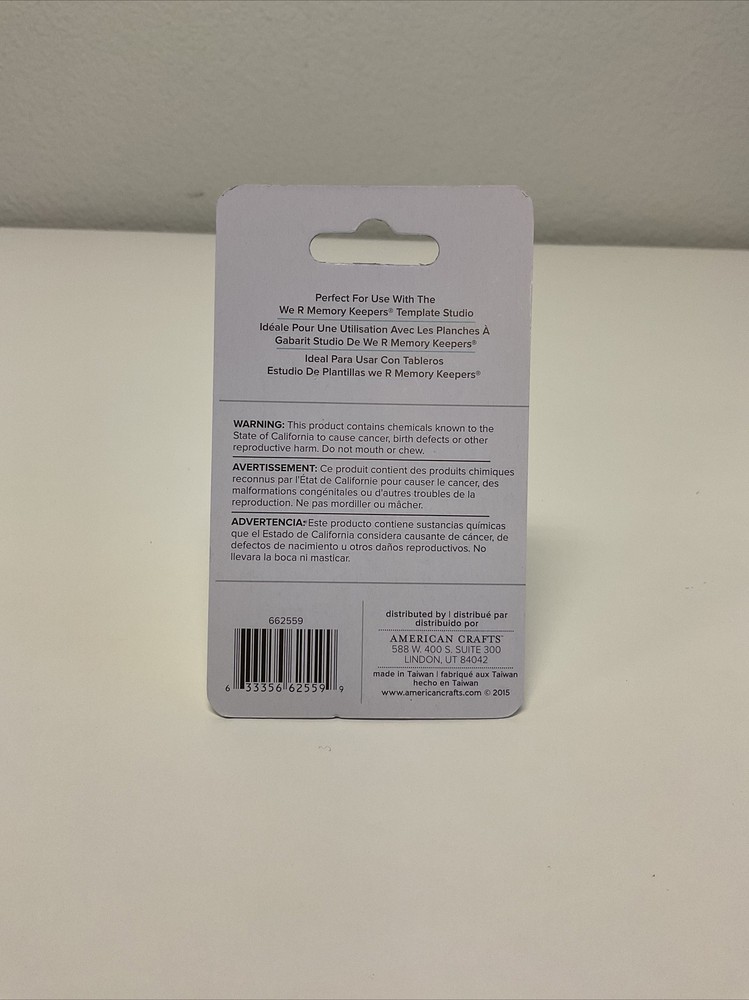 Perfect For Use With The
We R Memory Keepers® Template Studio
Idéale Pour Une Utilisation Avec Les Planches À
Gabarit Studio De We R Memory Keepers®
Ideal Para Usar Con Tableros
Estudio De Plantillas we R Memory Keepers®
WARNING: This product contains chemicals known to the
State of California to cause cancer, birth defects or other
reproductive harm. Do not mouth or chew.
AVERTISSEMENT: Ce produit contient des produits chimiques
reconnus par l'État de Californie pour causer le cancer, des
malformations congénitales ou d'autres troubles de la
reproduction. Ne pas mordiller ou mâcher.
ADVERTENCIA: Este producto contiene sustancias químicas
que el Estado de California considera causante de cáncer, de
defectos de nacimiento u otros daños reproductivos. No
llevara la boca ni masticar.
662559
6 33356 62559 9
distributed by | distribué par
distribuido por
AMERICAN CRAFTS™
588 W. 400 S. SUITE 300
LINDON, UT 84042
made in Taiwan | fabriqué aux Taiwan
hecho en Taiwan
www.americancrafts.com © 2015